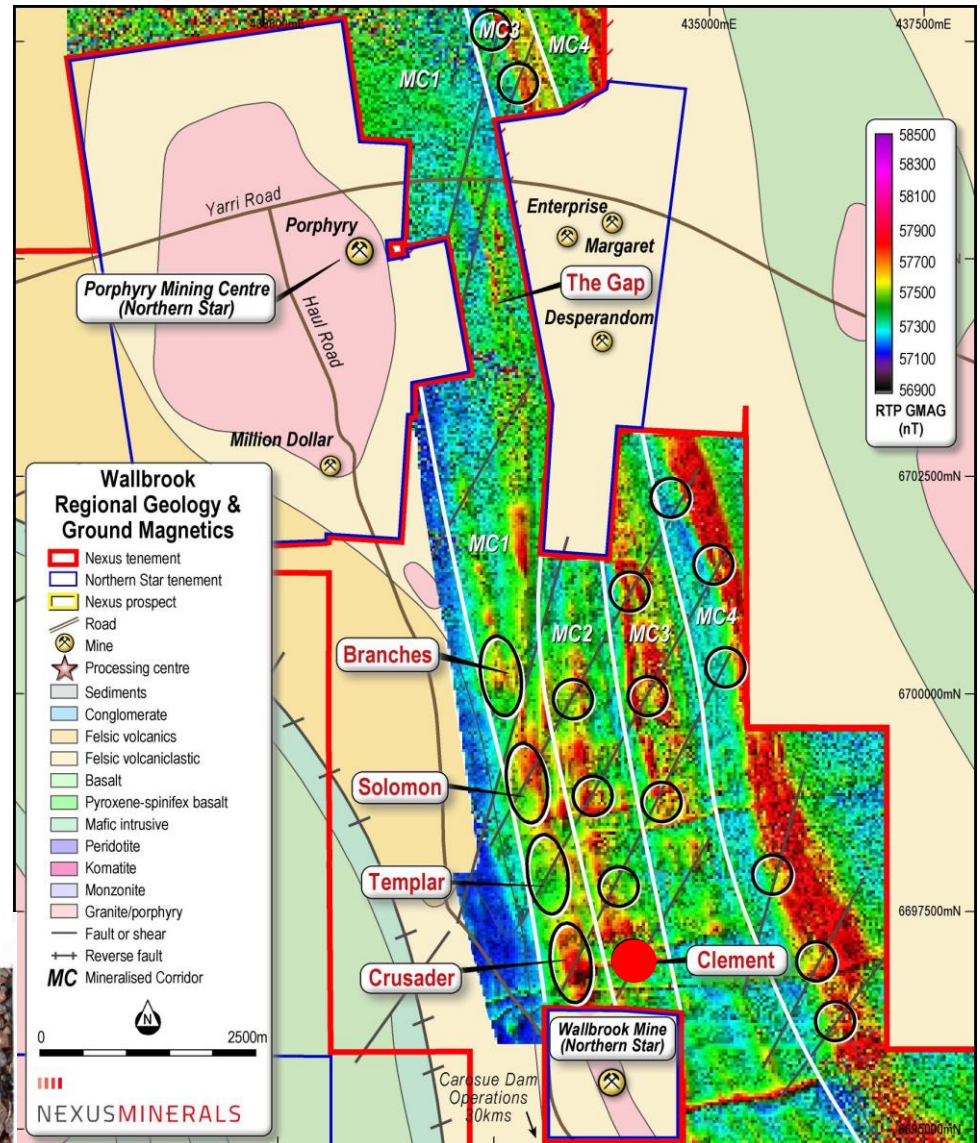 435000mE
437500mE
MC3
MC4
MC1
58500
58300
58100
57900
57700
57500
57300
57100
56900
RTP GMAG
(nT)
Yarri Road
Porphyry
Enterprise
Margaret
The Gap
Porphyry Mining Centre
(Northern Star)
Haul Road
Desperandom
Million Dollar
6702500mN
Wallbrook
Regional Geology &
Ground Magnetics
Nexus tenement
Northern Star tenement
Nexus prospect
Road
Mine
Processing centre
Sediments
Conglomerate
Felsic volcanics
Felsic volcaniclastic
Basalt
Pyroxene-spinifex basalt
Mafic intrusive
Peridotite
Komatite
Monzonite
Granite/porphyry
Fault or shear
Reverse fault
MC Mineralised Corridor
N
0 2500m
NEXUSMINERALS
MC1
MC2
MC3
MC4
Branches
6700000mN
Solomon
Templar
6697500mN
Crusader
Clement
Wallbrook Mine
(Northern Star)
Carosue Dam
Operations
30kms
6695000mN